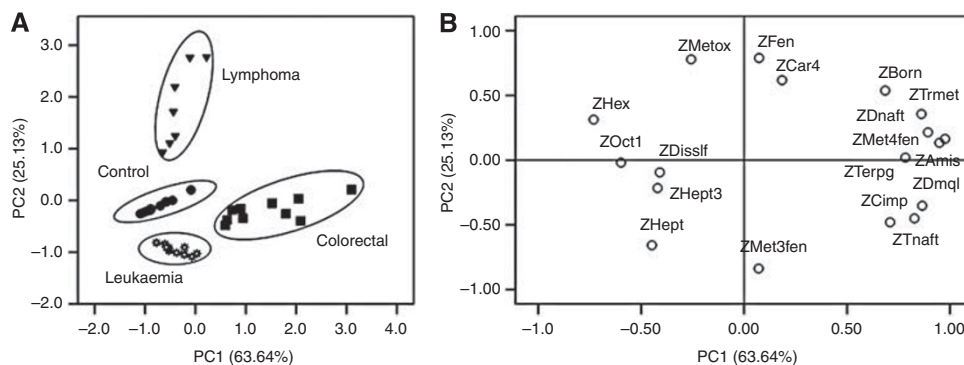 A
PC2 (25.13%)
3.0
2.0
1.0
0.0
−1.0
−2.0
Lymphoma
Control
Colorectal
Leukaemia
−2.0 −1.0 0.0 1.0 2.0 3.0 4.0
PC1 (63.64%)
B
PC2 (25.13%)
1.00
0.50
0.00
−0.50
−1.00
ZMetox
ZFen
ZCar4
ZBorn
ZTrmet
ZHex
ZDnaft
ZOct1
ZMet4fen
ZDisslf
ZTerpg
ZAmis
ZHept3
ZDmql
ZCimp
ZHept
ZTnaft
ZMet3fen
−1.0 −0.50 0.00 0.50 1.00
PC1 (63.64%)